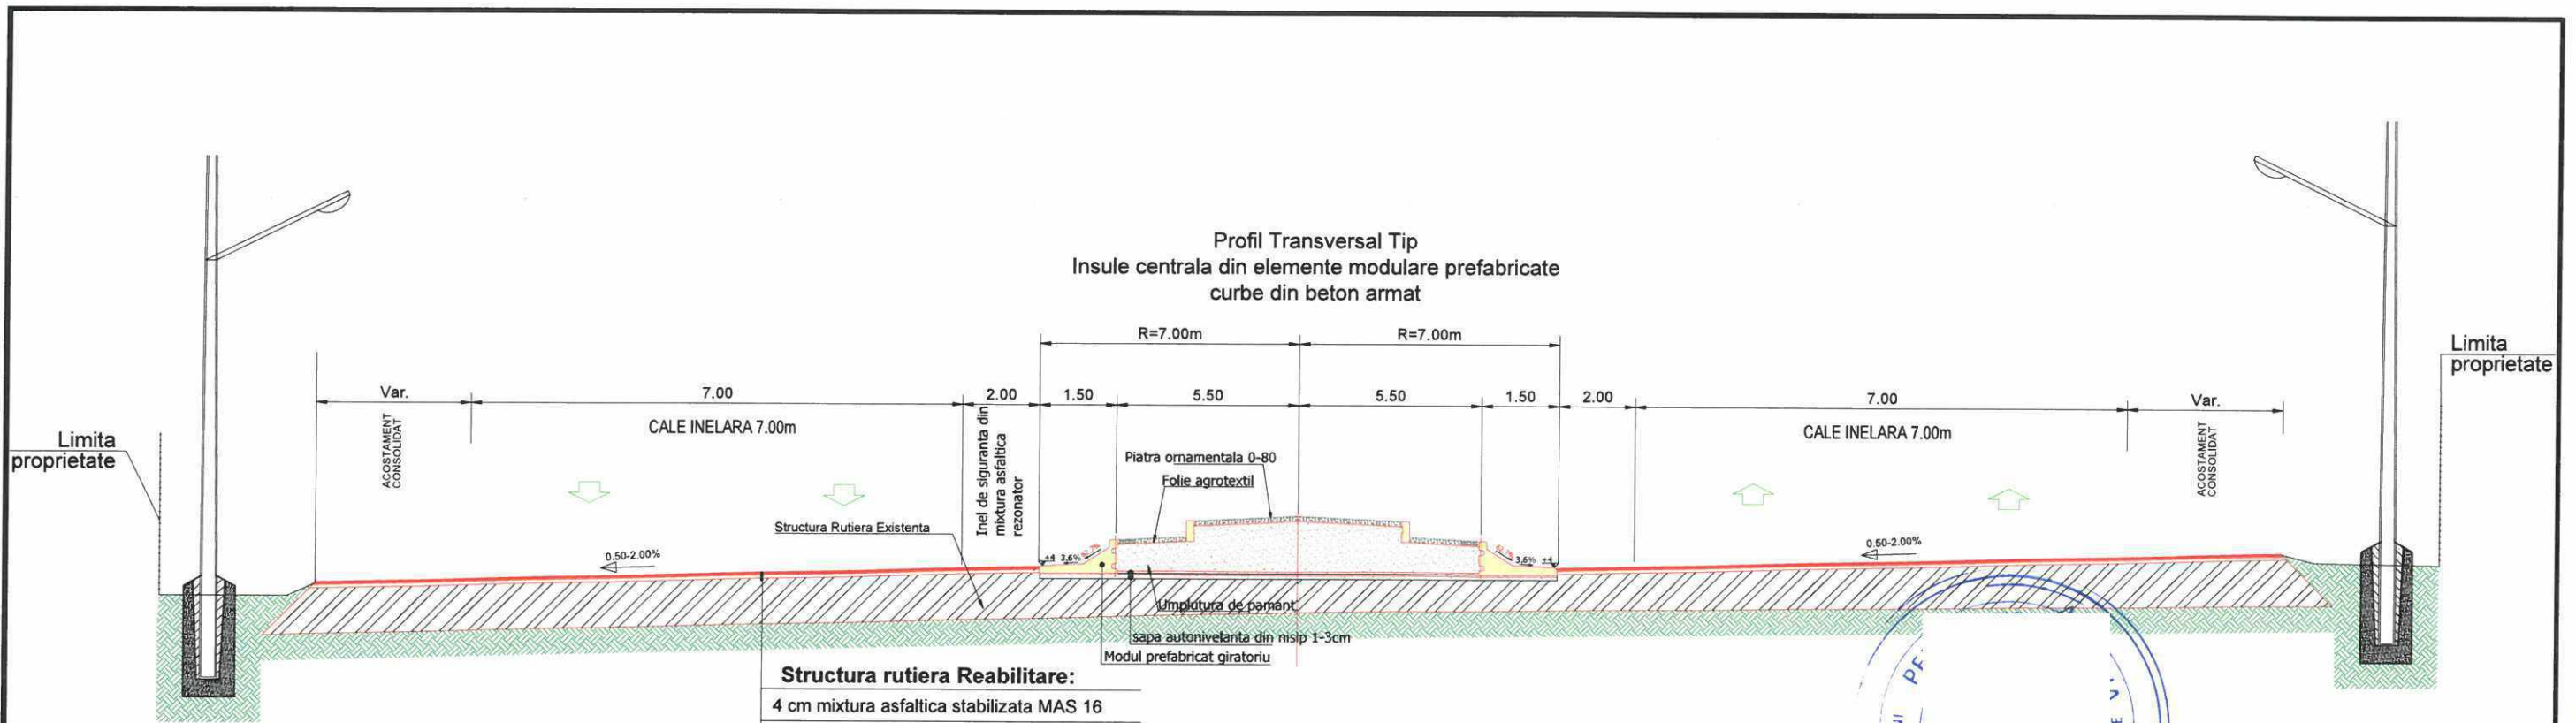 Profil Transversal Tip
Insule centrala din elemente modulare prefabricate
curbe din beton armat
R=7.00m
R=7.00m
Limita
proprietate
Var.
7.00
2.00
1.50
5.50
5.50
1.50
2.00
7.00
Var.
Limita
proprietate
ACOSTAMENT
CONSOLIDAT
CALE INELARA 7.00m
Inel de siguranta din
mixtura asfaltica
rezonator
CALE INELARA 7.00m
ACOSTAMENT
CONSOLIDAT
Piatra ornamentala 0-80
Folie agrotextil
Structura Rutiera Existenta
0.50-2.00%
±4 3,6%
3,6% ±4
0.50-2.00%
Umplutura de pamant
sapa autonivelanta din nisip 1-3cm
Modul prefabricat giratoriu
Structura rutiera Reabilitare:
4 cm mixtura asfaltica stabilizata MAS 16